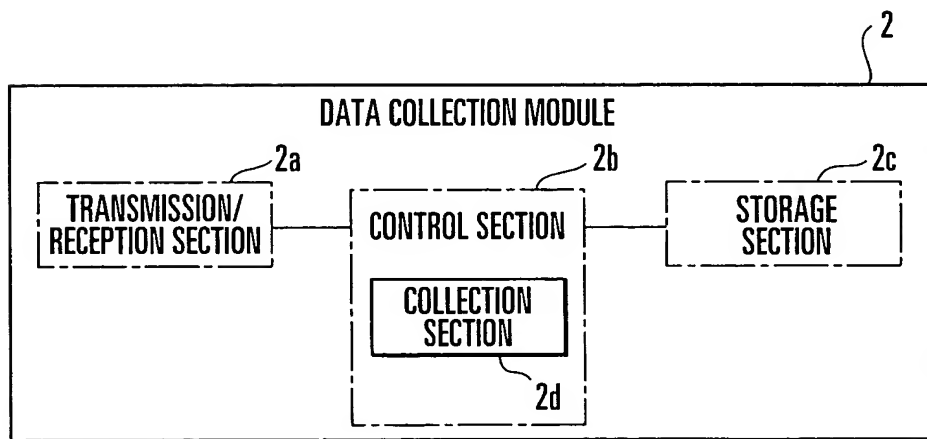 2
DATA COLLECTION MODULE
2a
2b
2c
TRANSMISSION/
RECEPTION SECTION
CONTROL SECTION
STORAGE
SECTION
COLLECTION
SECTION
2d